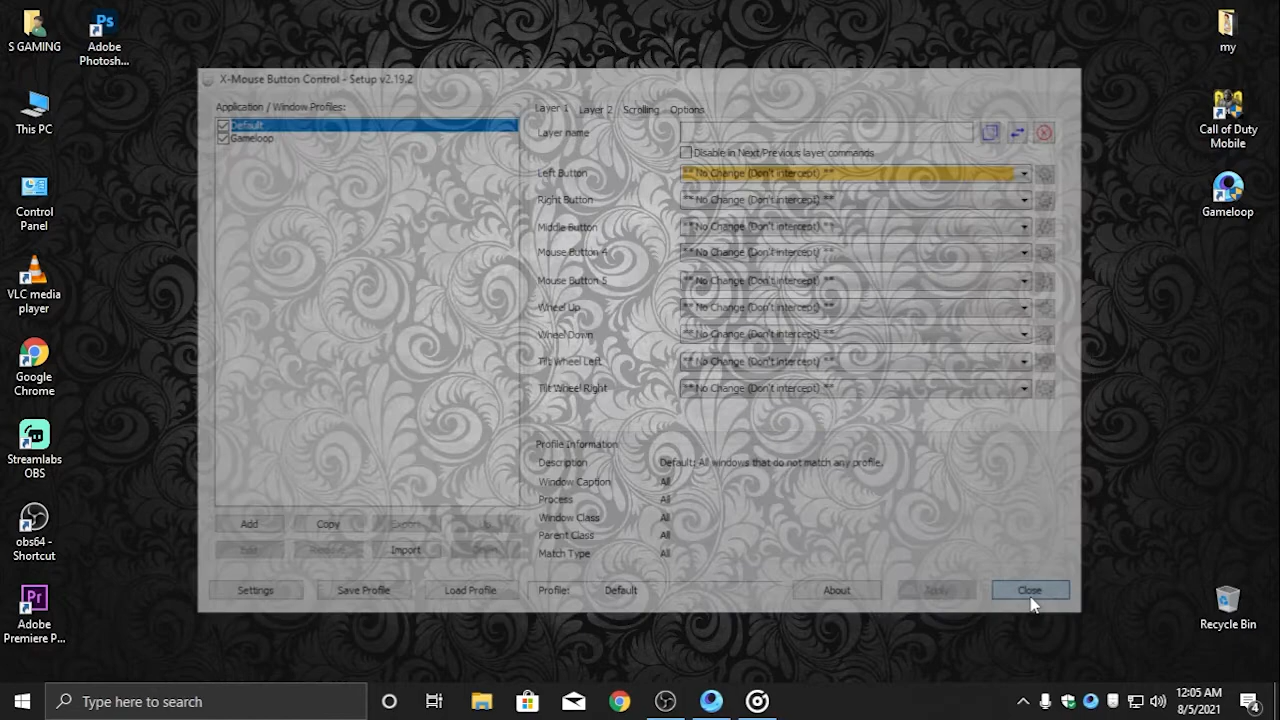 S GAMING
Adobe
Photosh...
This PC
Control
Panel
VLC media
player
Google
Chrome
Streamlabs
OBS
obs64 -
Shortcut
Adobe
Premiere P...
my
Call of Duty
Mobile
Gameloop
Recycle Bin
X-Mouse Button Control - Setup v2.19.2
Application / Window Profiles:
Default
Gameloop
Layer 1 Layer 2 Scrolling Options
Layer name
Disable in Next/Previous layer commands
Left Button ** No Change (Don't intercept) **
Right Button ** No Change (Don't intercept) **
Middle Button ** No Change (Don't intercept) **
Mouse Button 4 ** No Change (Don't intercept) **
Mouse Button 5 ** No Change (Don't intercept) **
Wheel Up ** No Change (Don't intercept) **
Wheel Down ** No Change (Don't intercept) **
Tilt Wheel Left ** No Change (Don't intercept) **
Tilt Wheel Right ** No Change (Don't intercept) **
Profile Information
Description Default: All windows that do not match any profile.
Window Caption All
Process All
Window Class All
Parent Class All
Match Type All
Add Copy Export Up
Edit Remove Import Down
Settings Save Profile Load Profile Profile: Default About Apply Close
Type here to search
12:05 AM
8/5/2021
4